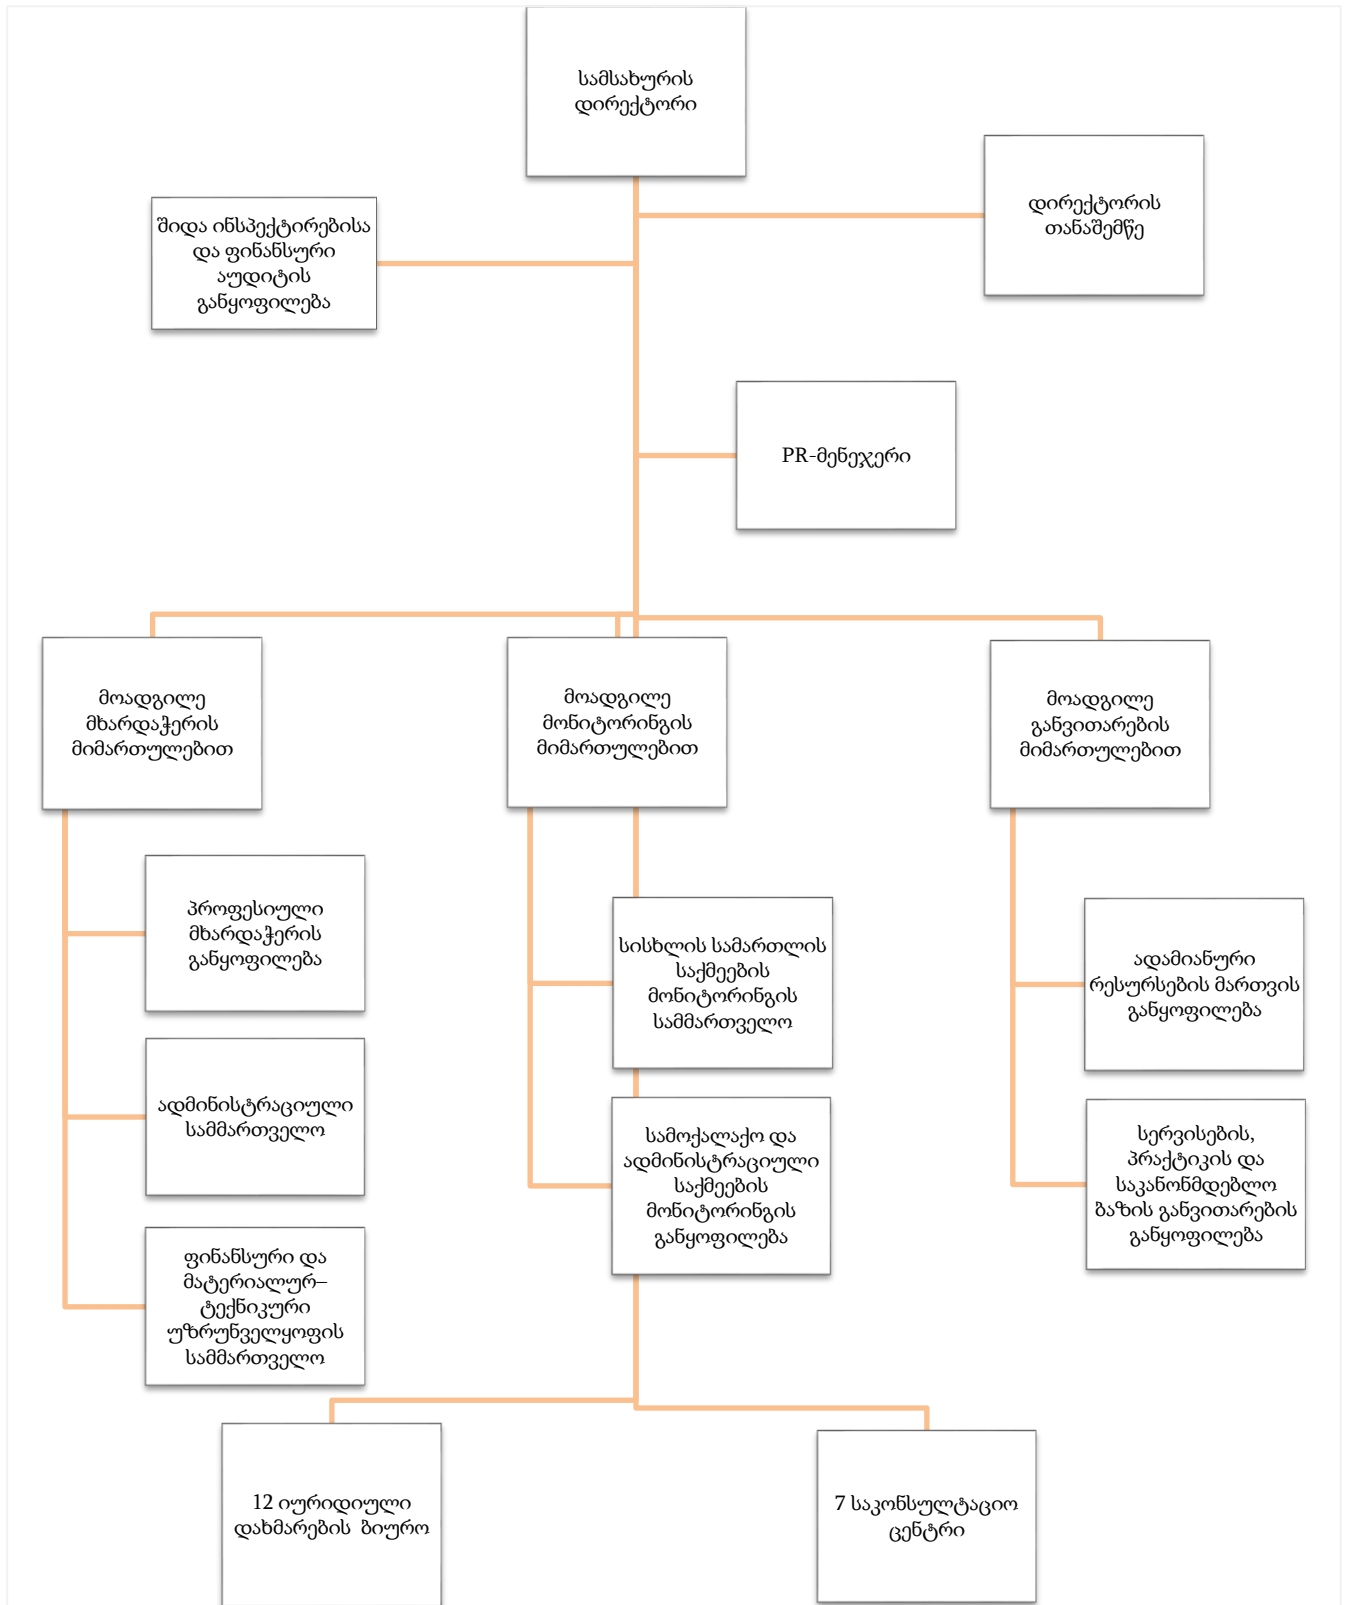 სამსახურის
დირექტორი
დირექტორის
თანაშემწე
შიდა ინსპექტირებისა
და ფინანსური
აუდიტის
განყოფილება
PR-მენეჯერი
მოადგილე
მხარდაჭერის
მიმართულებით
მოადგილე
მონიტორინგის
მიმართულებით
მოადგილე
განვითარების
მიმართულებით
პროფესიული
მხარდაჭერის
განყოფილება
ადმინისტრაციული
სამმართველო
ფინანსური და
მატერიალურ–
ტექნიკური
უზრუნველყოფის
სამმართველო
სისხლის სამართლის
საქმეების
მონიტორინგის
სამმართველო
სამოქალაქო და
ადმინისტრაციული
საქმეების
მონიტორინგის
განყოფილება
ადამიანური
რესურსების მართვის
განყოფილება
სერვისების,
პრაქტიკის და
საკანონმდებლო
ბაზის განვითარების
განყოფილება
12 იურიდიული
დახმარების ბიურო
7 საკონსულტაციო
ცენტრი